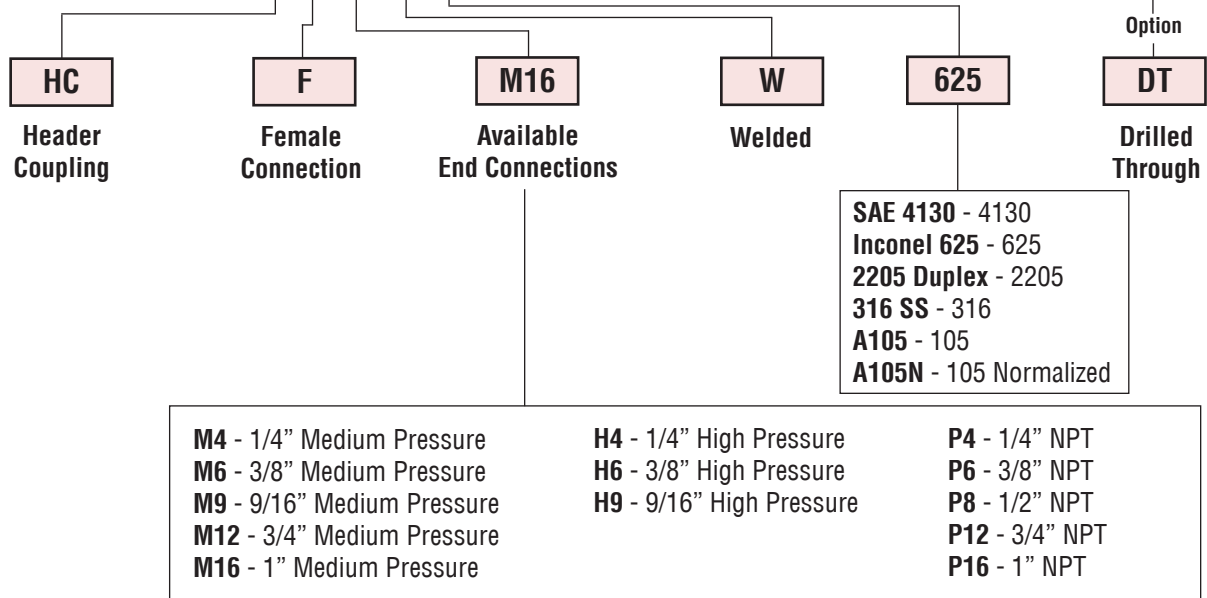 Option
HC
F
M16
W
625
DT
Header
Coupling
Female
Connection
Available
End Connections
Welded
Drilled
Through
SAE 4130 - 4130
Inconel 625 - 625
2205 Duplex - 2205
316 SS - 316
A105 - 105
A105N - 105 Normalized
M4 - 1/4” Medium Pressure
M6 - 3/8” Medium Pressure
M9 - 9/16” Medium Pressure
M12 - 3/4” Medium Pressure
M16 - 1” Medium Pressure
H4 - 1/4” High Pressure
H6 - 3/8” High Pressure
H9 - 9/16” High Pressure
P4 - 1/4” NPT
P6 - 3/8” NPT
P8 - 1/2” NPT
P12 - 3/4” NPT
P16 - 1” NPT